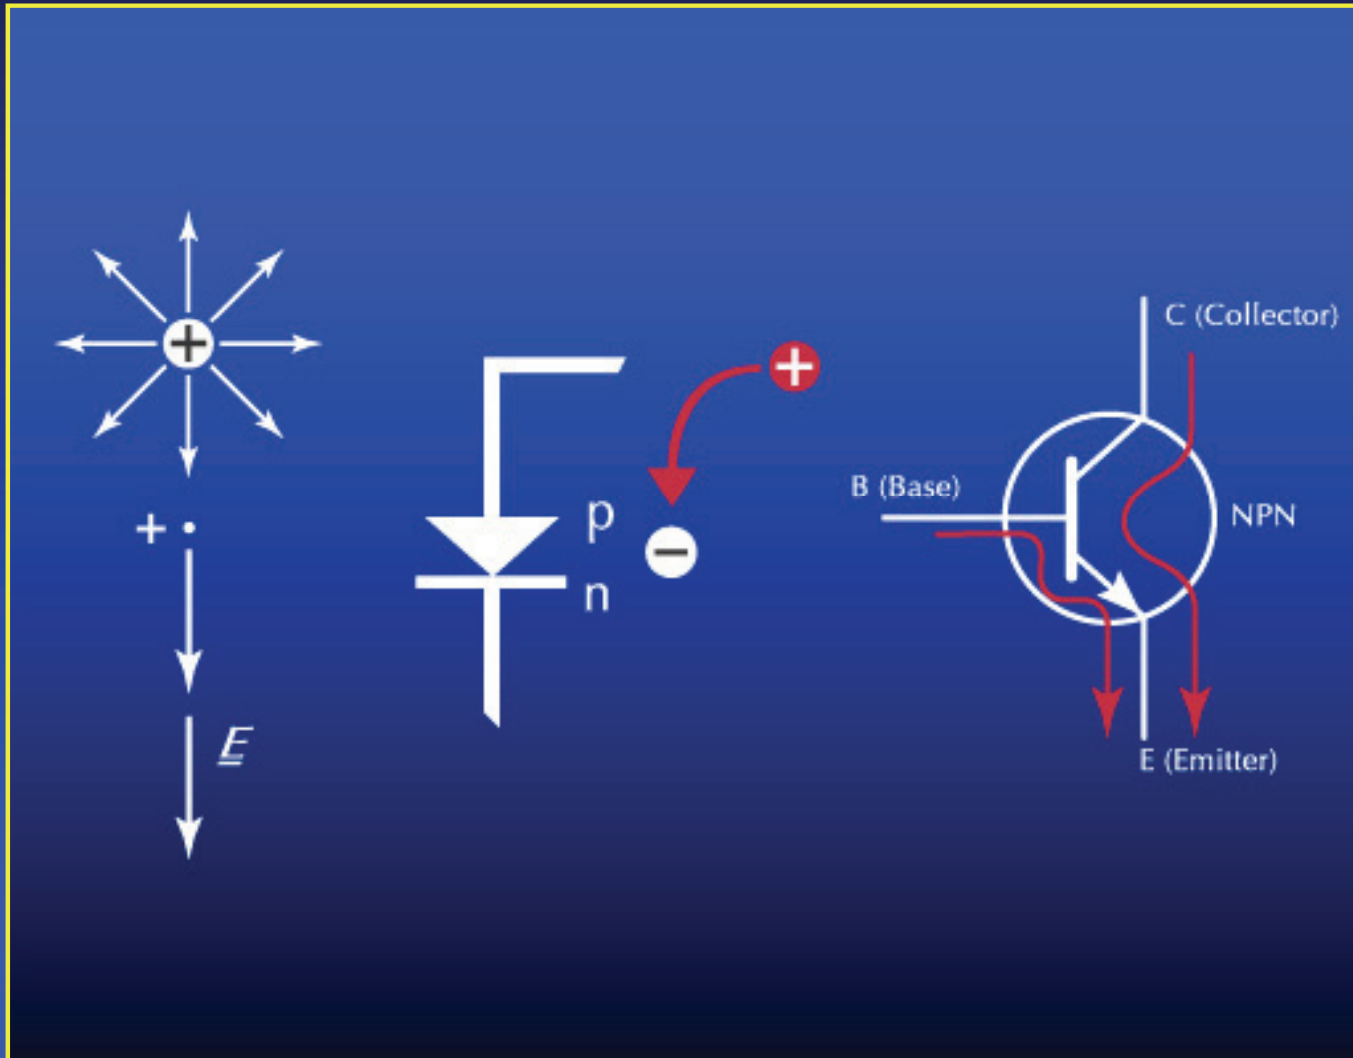 +
+
E
p
n
+
−
C (Collector)
B (Base)
NPN
E (Emitter)